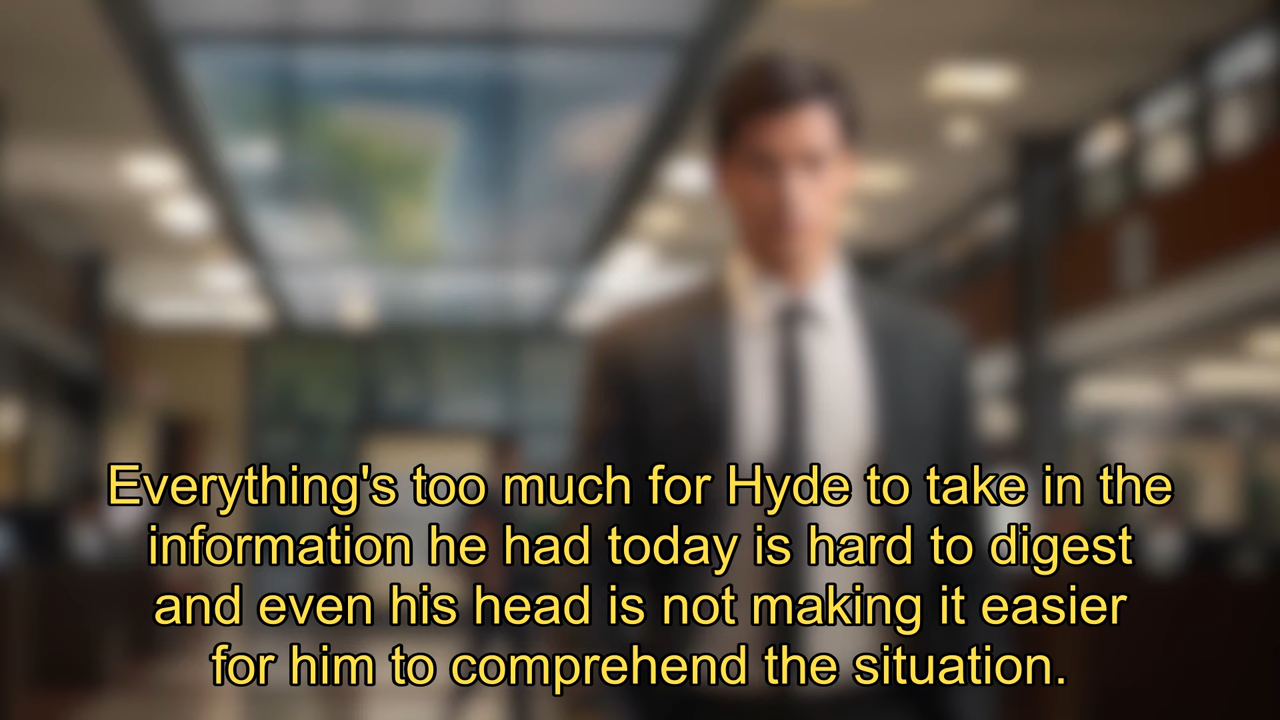 Everything's too much for Hyde to take in the
information he had today is hard to digest
and even his head is not making it easier
for him to comprehend the situation.